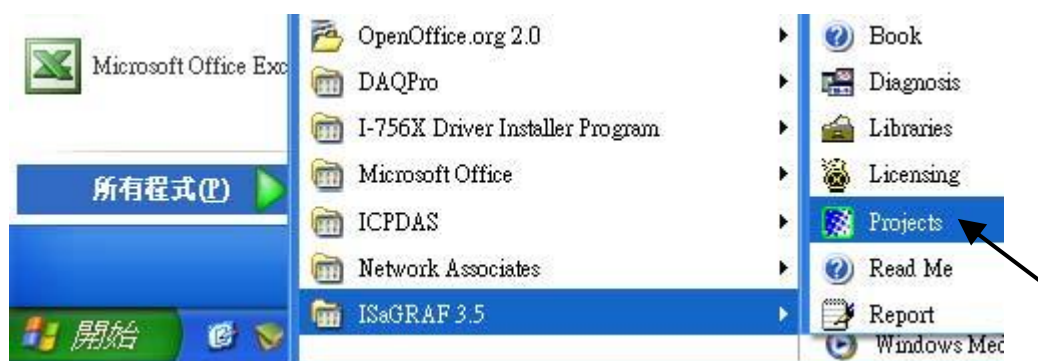 Microsoft Office Exc
所有程式(P)
開始
OpenOffice.org 2.0
DAQPro
I-756X Driver Installer Program
Microsoft Office
ICPDAS
Network Associates
ISaGRAF 3.5
Book
Diagnosis
Libraries
Licensing
Projects
Read Me
Report
Windows Med